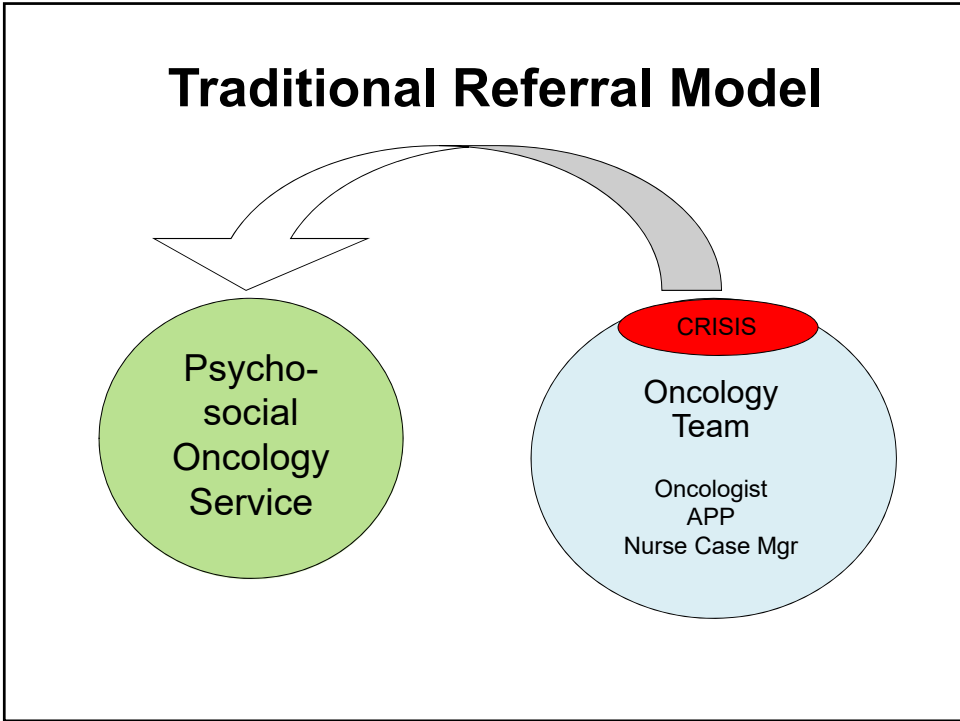 Traditional Referral Model
Psycho-
social
Oncology
Service
CRISIS
Oncology
Team
Oncologist
APP
Nurse Case Mgr